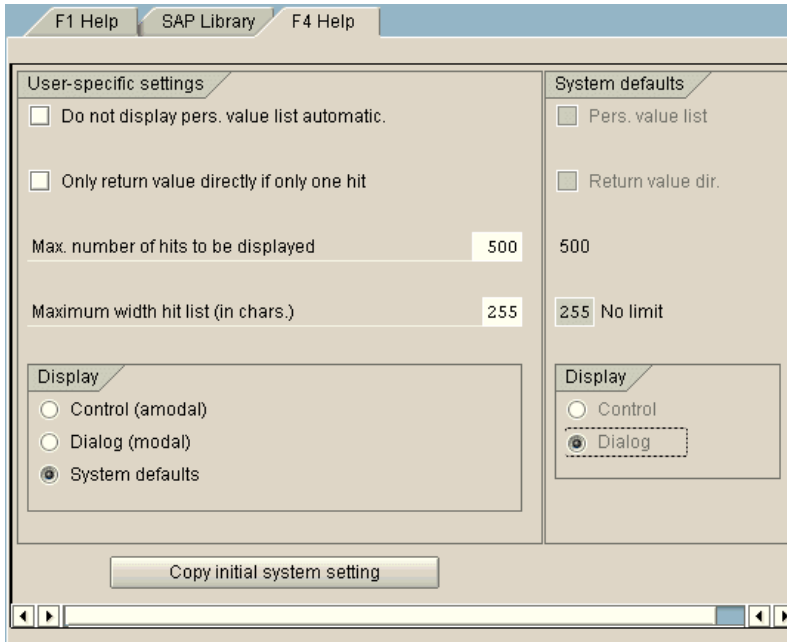 F1 Help SAP Library F4 Help
User-specific settings
Do not display pers. value list automatic.
Only return value directly if only one hit
Max. number of hits to be displayed 500
Maximum width hit list (in chars.) 255
Display
Control (amodal)
Dialog (modal)
System defaults
System defaults
Pers. value list
Return value dir.
500
255 No limit
Display
Control
Dialog
Copy initial system setting